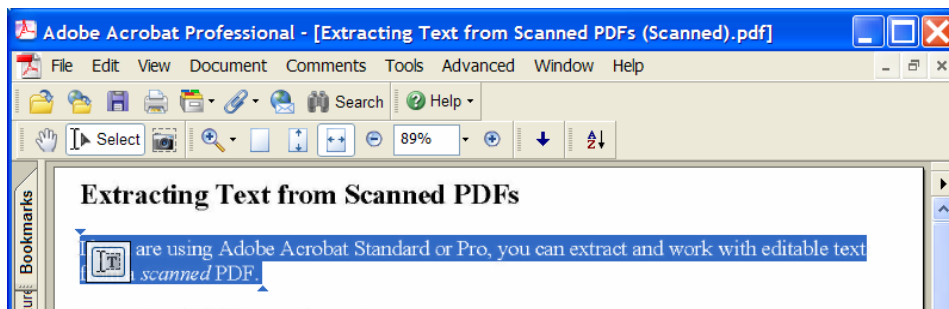 Adobe Acrobat Professional - [Extracting Text from Scanned PDFs (Scanned).pdf]
File Edit View Document Comments Tools Advanced Window Help
Search Help
Select 89%
Extracting Text from Scanned PDFs
are using Adobe Acrobat Standard or Pro, you can extract and work with editable text
scanned PDF.
Bookmarks